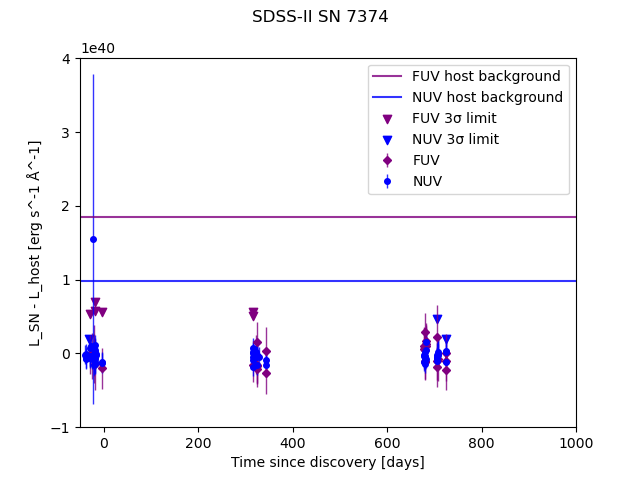 SDSS-II SN 7374
1e40
FUV host background
NUV host background
FUV 3σ limit
NUV 3σ limit
FUV
NUV
4
3
2
1
0
−1
L_SN - L_host [erg s^-1 Å^-1]
0 200 400 600 800 1000
Time since discovery [days]